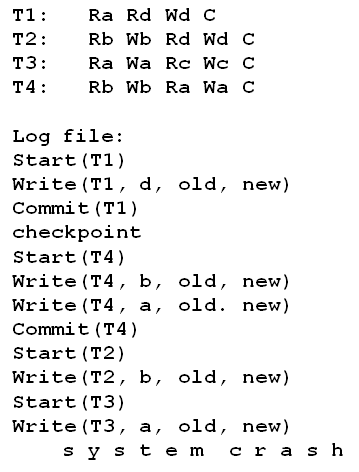 T1: Ra Rd Wd C
T2: Rb Wb Rd Wd C
T3: Ra Wa Rc Wc C
T4: Rb Wb Ra Wa C
Log file:
Start(T1)
Write(T1, d, old, new)
Commit(T1)
checkpoint
Start(T4)
Write(T4, b, old, new)
Write(T4, a, old. new)
Commit(T4)
Start(T2)
Write(T2, b, old, new)
Start(T3)
Write(T3, a, old, new)
s y s t e m c r a s h